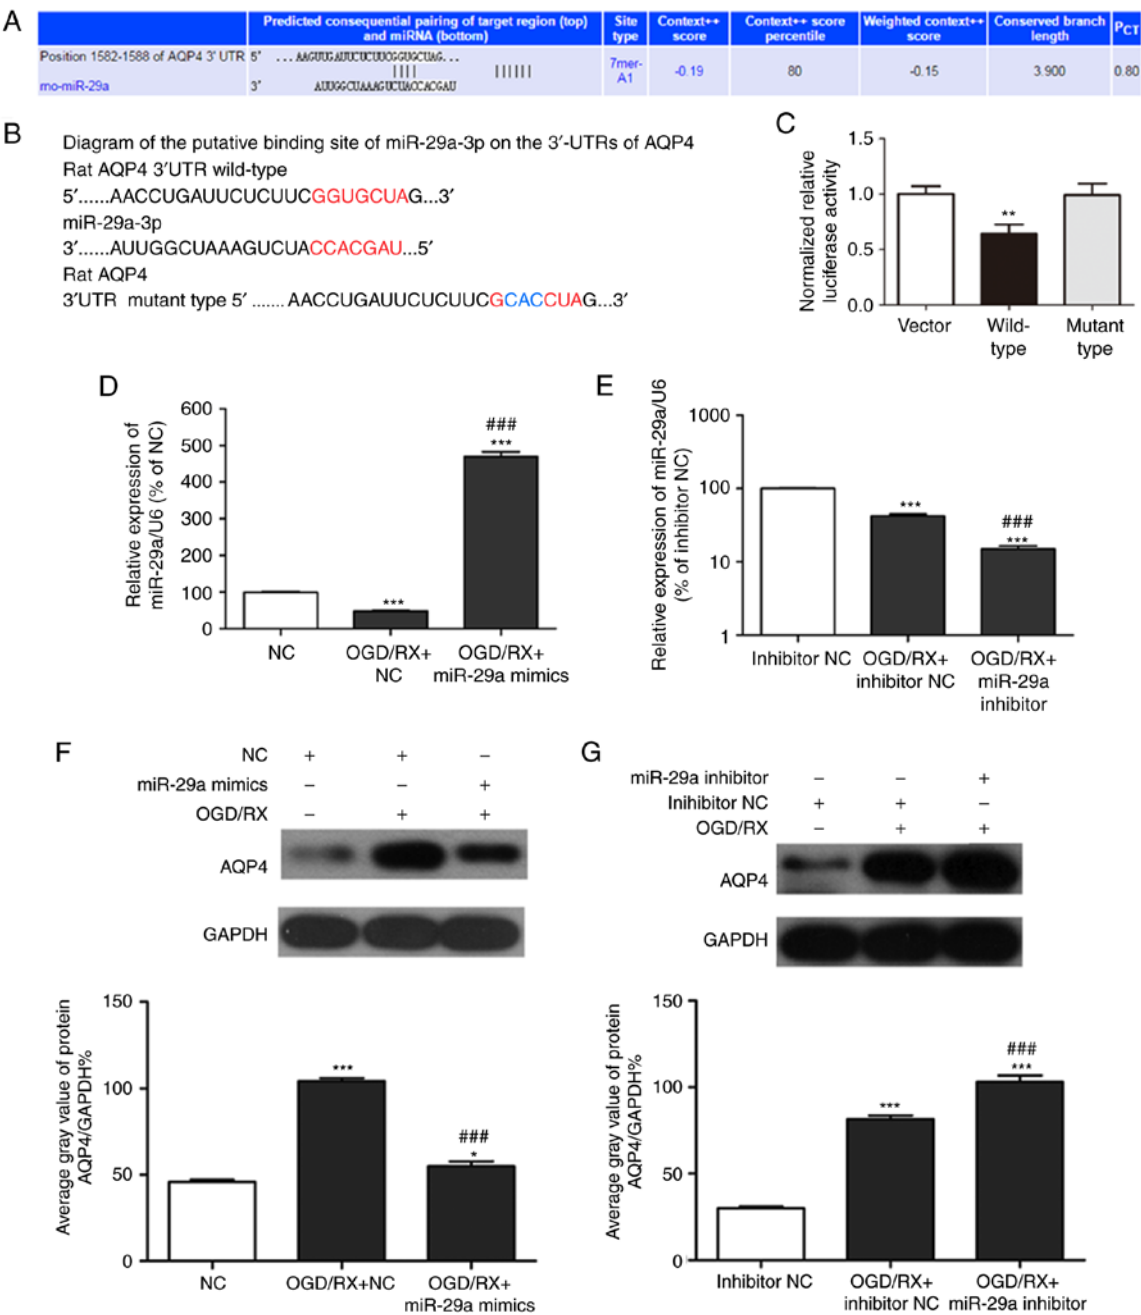 A
Predicted consequential pairing of target region (top) and miRNA (bottom)
Site type
Context++ score
Context++ score percentile
Weighted context++ score
Conserved branch length
PCT
Position 1582-1588 of AQP4 3' UTR 5' ...AAGUUGAUUCUCUUCGGUGCUAG... 7mer-A1 -0.19 80 -0.15 3.900 0.80
rno-miR-29a 3' AUUGGCUAAAGUCUACCACGAU
B
Diagram of the putative binding site of miR-29a-3p on the 3′-UTRs of AQP4
Rat AQP4 3′UTR wild-type
5′......AACCUGAUUCUCUUCGGUGCUAG...3′
miR-29a-3p
3′......AUUGGCUAAAGUCUACCACGAU...5′
Rat AQP4
3′UTR mutant type 5′ ...... AACCUGAUUCUCUUCGCACCUAG...3′
C
Normalized relative luciferase activity
1.5
1.0
0.5
0.0
**
Vector
Wild-type
Mutant type
D
Relative expression of miR-29a/U6 (% of NC)
600
500
400
300
200
100
0
***
###
***
NC
OGD/RX+ NC
OGD/RX+ miR-29a mimics
E
Relative expression of miR-29a/U6 (% of inhibitor NC)
1000
100
10
1
***
###
***
Inhibitor NC
OGD/RX+ inhibitor NC
OGD/RX+ miR-29a inhibitor
F
NC + + –
miR-29a mimics – – +
OGD/RX – + +
AQP4
GAPDH
Average gray value of protein AQP4/GAPDH%
150
100
50
0
***
###
*
NC
OGD/RX+NC
OGD/RX+ miR-29a mimics
G
miR-29a inhibitor – – +
Inihibitor NC + + –
OGD/RX – + +
AQP4
GAPDH
Average gray value of protein AQP4/GAPDH%
150
100
50
0
***
###
***
Inhibitor NC
OGD/RX+ inhibitor NC
OGD/RX+ miR-29a inhibitor